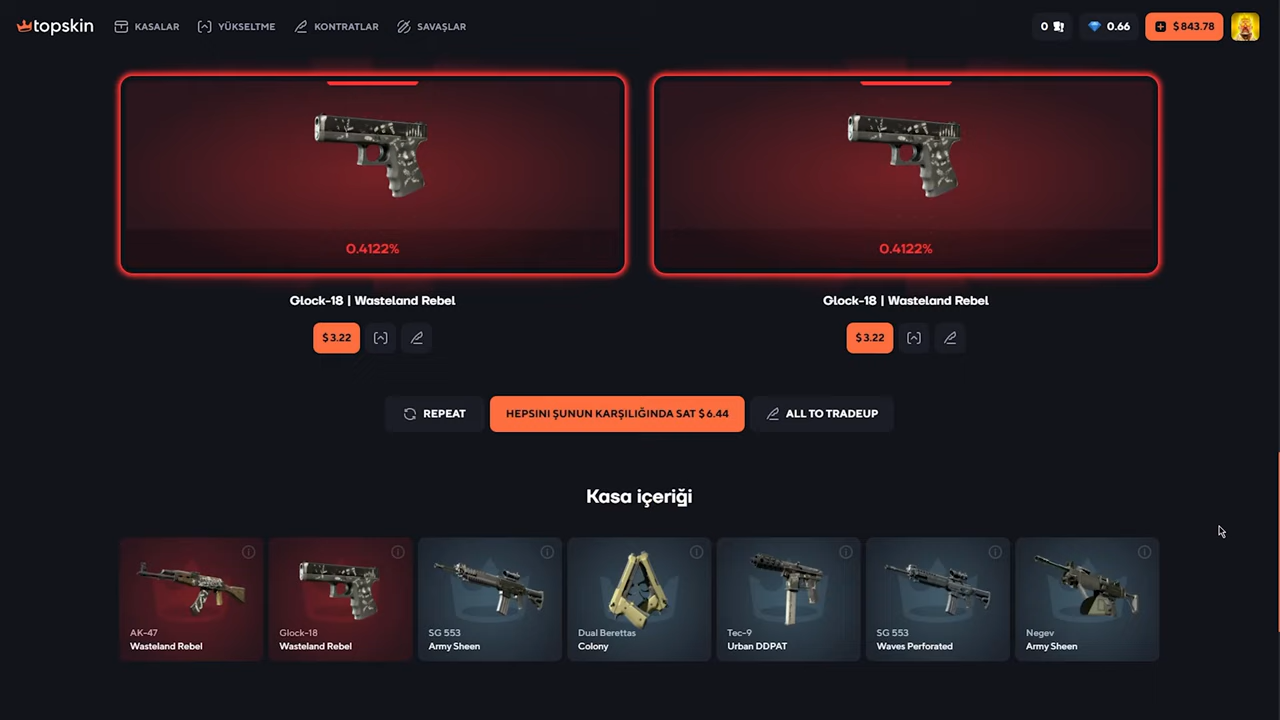 topskin KASALAR YÜKSELTME KONTRATLAR SAVAŞLAR 0 0.66 $843.78
0.4122% 0.4122%
Glock-18 | Wasteland Rebel Glock-18 | Wasteland Rebel
$3.22 $3.22
REPEAT HEPSINI ŞUNUN KARŞILIĞINDA SAT $6.44 ALL TO TRADEUP
Kasa içeriği
AK-47 Glock-18 SG 553 Dual Berettas Tec-9 SG 553 Negev
Wasteland Rebel Wasteland Rebel Army Sheen Colony Urban DDPAT Waves Perforated Army Sheen